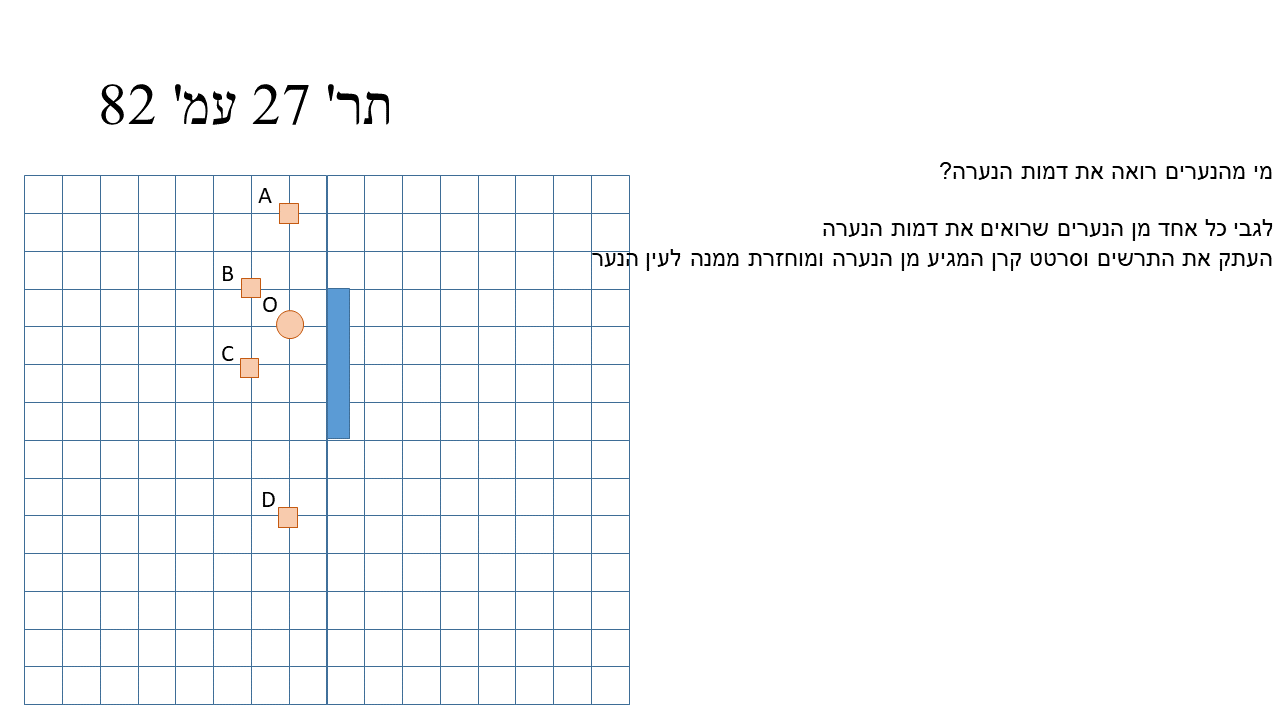 תר' 27 עמ' 82
מי מהנערים רואה את דמות הנערה?
לגבי כל אחד מן הנערים שרואים את דמות הנערה
העתק את התרשים וסרטט קרן המגיע מן הנערה ומוחזרת ממנה לעין הנער
A
B
O
C
D